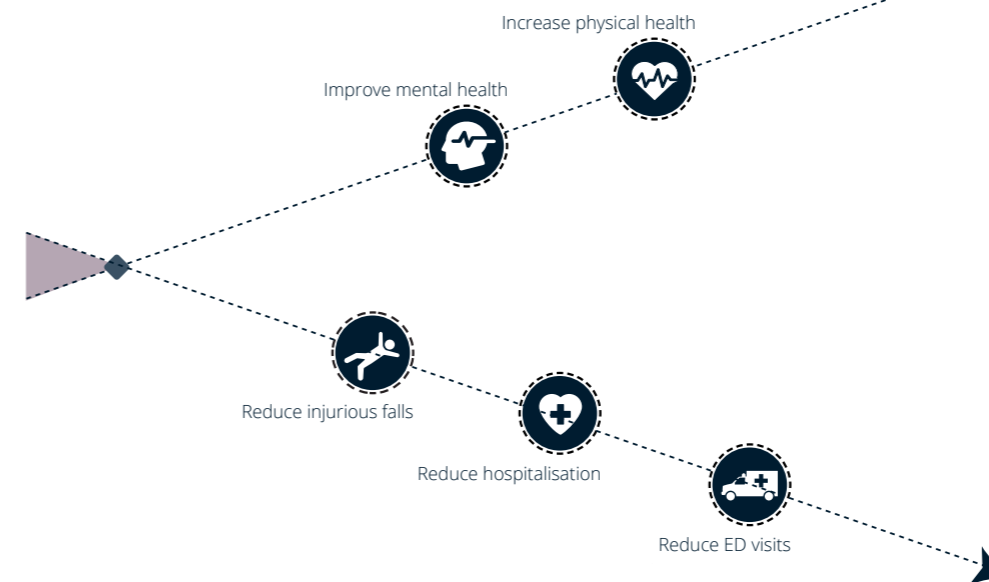 Increase physical health
Improve mental health
Reduce injurious falls
Reduce hospitalisation
Reduce ED visits